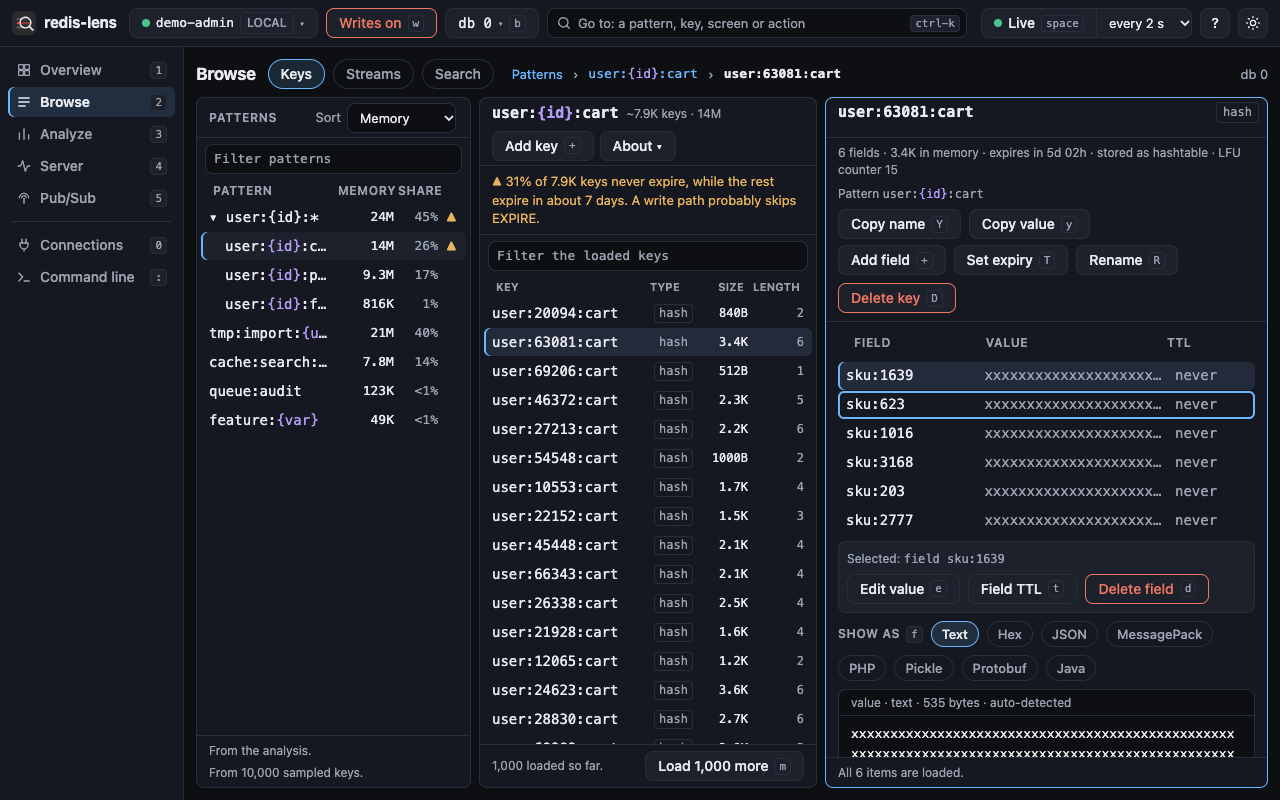 redis-lens demo-admin LOCAL ▾ Writes on w db 0 ▾ b Go to: a pattern, key, screen or action ctrl-k Live space every 2 s ?
Overview 1
Browse 2
Analyze 3
Server 4
Pub/Sub 5
Connections 0
Command line :
Browse Keys Streams Search Patterns › user:{id}:cart › user:63081:cart db 0
PATTERNS Sort Memory
Filter patterns
PATTERN MEMORY SHARE
▾ user:{id}:* 24M 45% ▲
user:{id}:c… 14M 26% ▲
user:{id}:p… 9.3M 17%
user:{id}:f… 816K 1%
tmp:import:{u… 21M 40%
cache:search:… 7.8M 14%
queue:audit 123K <1%
feature:{var} 49K <1%
From the analysis.
From 10,000 sampled keys.
user:{id}:cart ~7.9K keys · 14M
Add key + About ▾
▲ 31% of 7.9K keys never expire, while the rest
expire in about 7 days. A write path probably skips
EXPIRE.
Filter the loaded keys
KEY TYPE SIZE LENGTH
user:20094:cart hash 840B 2
user:63081:cart hash 3.4K 6
user:69206:cart hash 512B 1
user:46372:cart hash 2.3K 5
user:27213:cart hash 2.2K 6
user:54548:cart hash 1000B 2
user:10553:cart hash 1.7K 4
user:22152:cart hash 1.5K 3
user:45448:cart hash 2.1K 4
user:66343:cart hash 2.1K 4
user:26338:cart hash 2.5K 4
user:21928:cart hash 1.6K 4
user:12065:cart hash 1.2K 2
user:24623:cart hash 3.6K 6
user:28830:cart hash 2.7K 6
1,000 loaded so far. Load 1,000 more m
user:63081:cart hash
6 fields · 3.4K in memory · expires in 5d 02h · stored as hashtable · LFU
counter 15
Pattern user:{id}:cart
Copy name Y Copy value y
Add field + Set expiry T Rename R
Delete key D
FIELD VALUE TTL
sku:1639 xxxxxxxxxxxxxxxxxxxx… never
sku:623 xxxxxxxxxxxxxxxxxxxx… never
sku:1016 xxxxxxxxxxxxxxxxxxxx… never
sku:3168 xxxxxxxxxxxxxxxxxxxx… never
sku:203 xxxxxxxxxxxxxxxxxxxx… never
sku:2777 xxxxxxxxxxxxxxxxxxxx… never
Selected: field sku:1639
Edit value e Field TTL t Delete field d
SHOW AS f Text Hex JSON MessagePack
PHP Pickle Protobuf Java
value · text · 535 bytes · auto-detected
xxxxxxxxxxxxxxxxxxxxxxxxxxxxxxxxxxxxxxxxxxxxxxxxx
xxxxxxxxxxxxxxxxxxxxxxxxxxxxxxxxxxxxxxxxxxxxxxxxx
All 6 items are loaded.